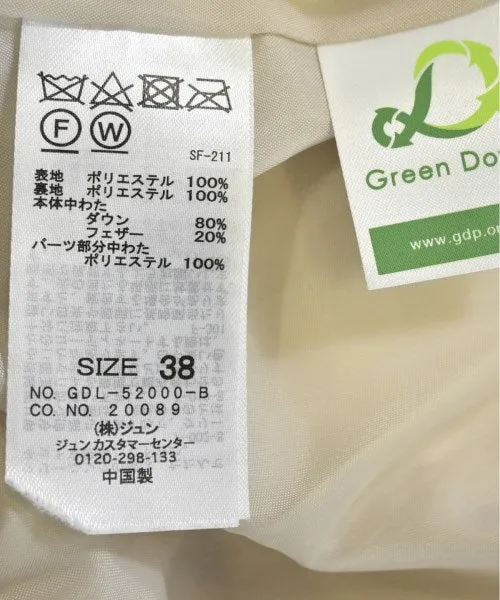 F W
SF-211
表地 ポリエステル 100%
裏地 ポリエステル 100%
本体中わた
ダウン 80%
フェザー 20%
パーツ部分中わた
ポリエステル 100%
SIZE 38
NO. GDL-52000-B
CO. NO. 20089
(株)ジュン
ジュンカスタマーセンター
0120-298-133
中国製
Green Do
www.gdp.or